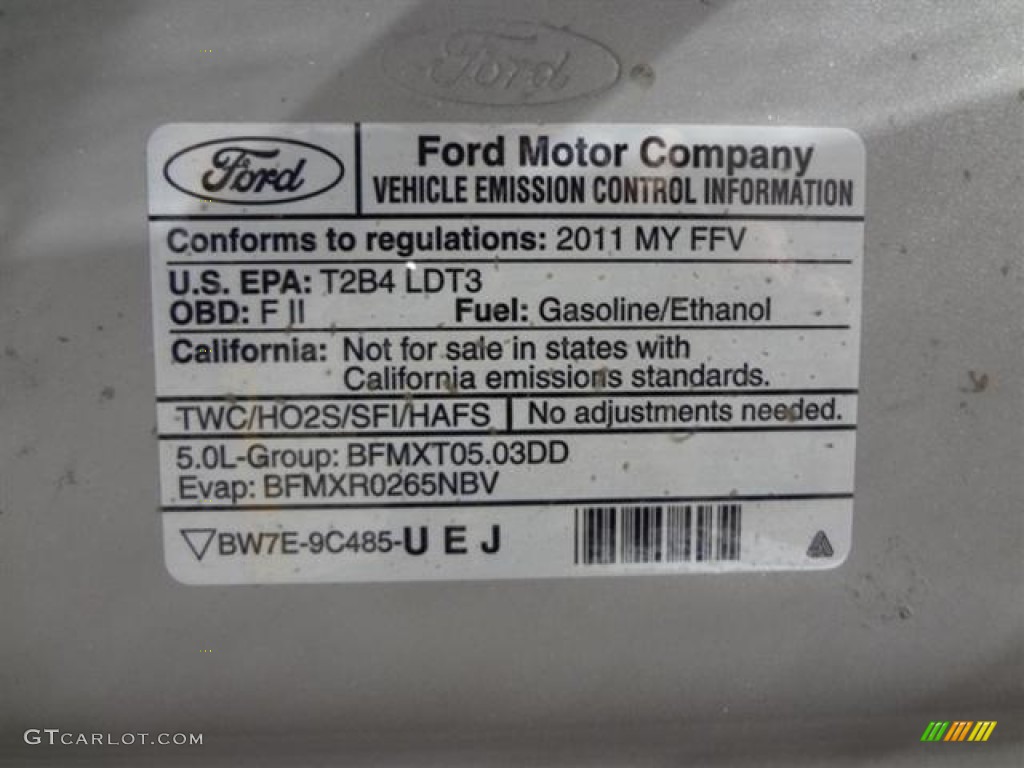 Ford
Ford
Ford Motor Company
VEHICLE EMISSION CONTROL INFORMATION
Conforms to regulations: 2011 MY FFV
U.S. EPA: T2B4 LDT3
OBD: F II Fuel: Gasoline/Ethanol
California: Not for sale in states with
California emissions standards.
TWC/HO2S/SFI/HAFS No adjustments needed.
5.0L-Group: BFMXT05.03DD
Evap: BFMXR0265NBV
BW7E-9C485-U E J
GTCARLOT.COM